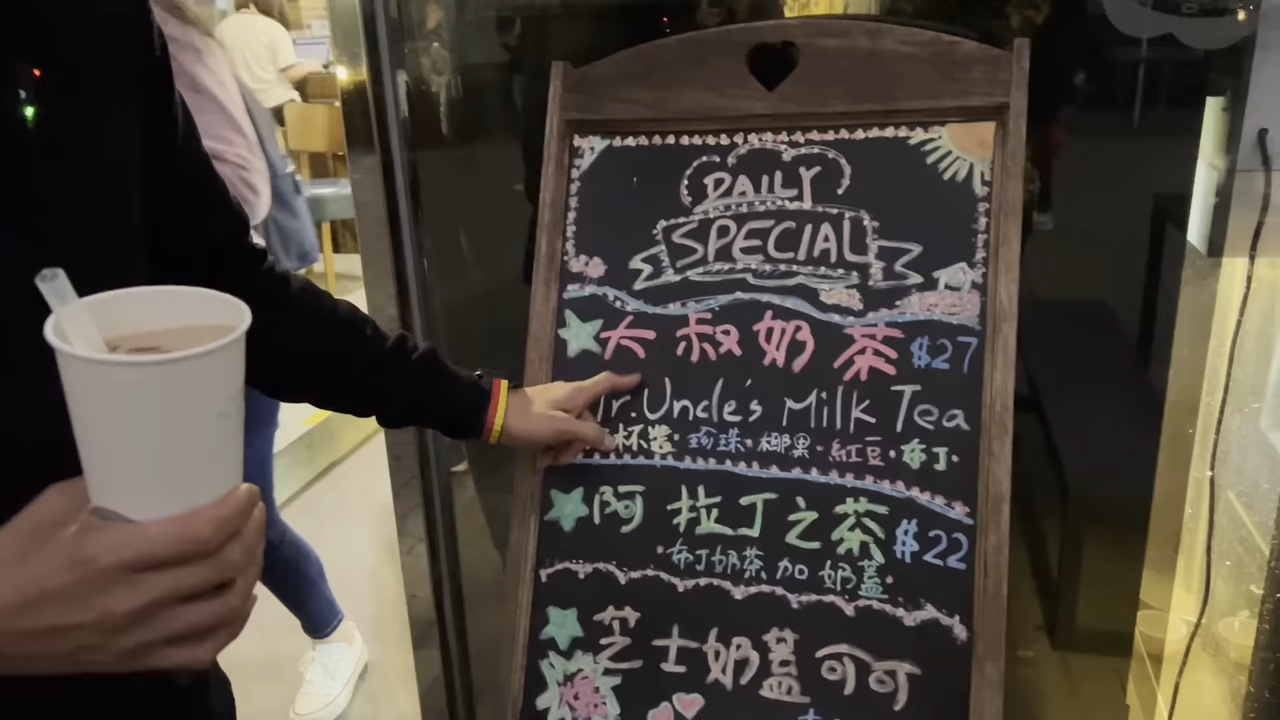 DAILY
SPECIAL
大叔奶茶 $27
r.Uncle's Milk Tea
杯裝·珍珠·椰果·紅豆·布丁·
阿拉丁之茶 $22
·布丁奶茶加奶蓋·
芝士奶蓋可可
爆